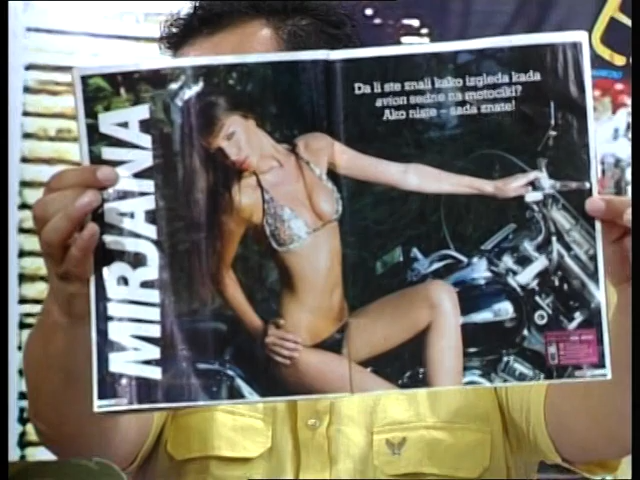 MIRJANA
Da li ste znali kako izgleda kada
avion sedne na motocikl?
Ako niste – sada znate!